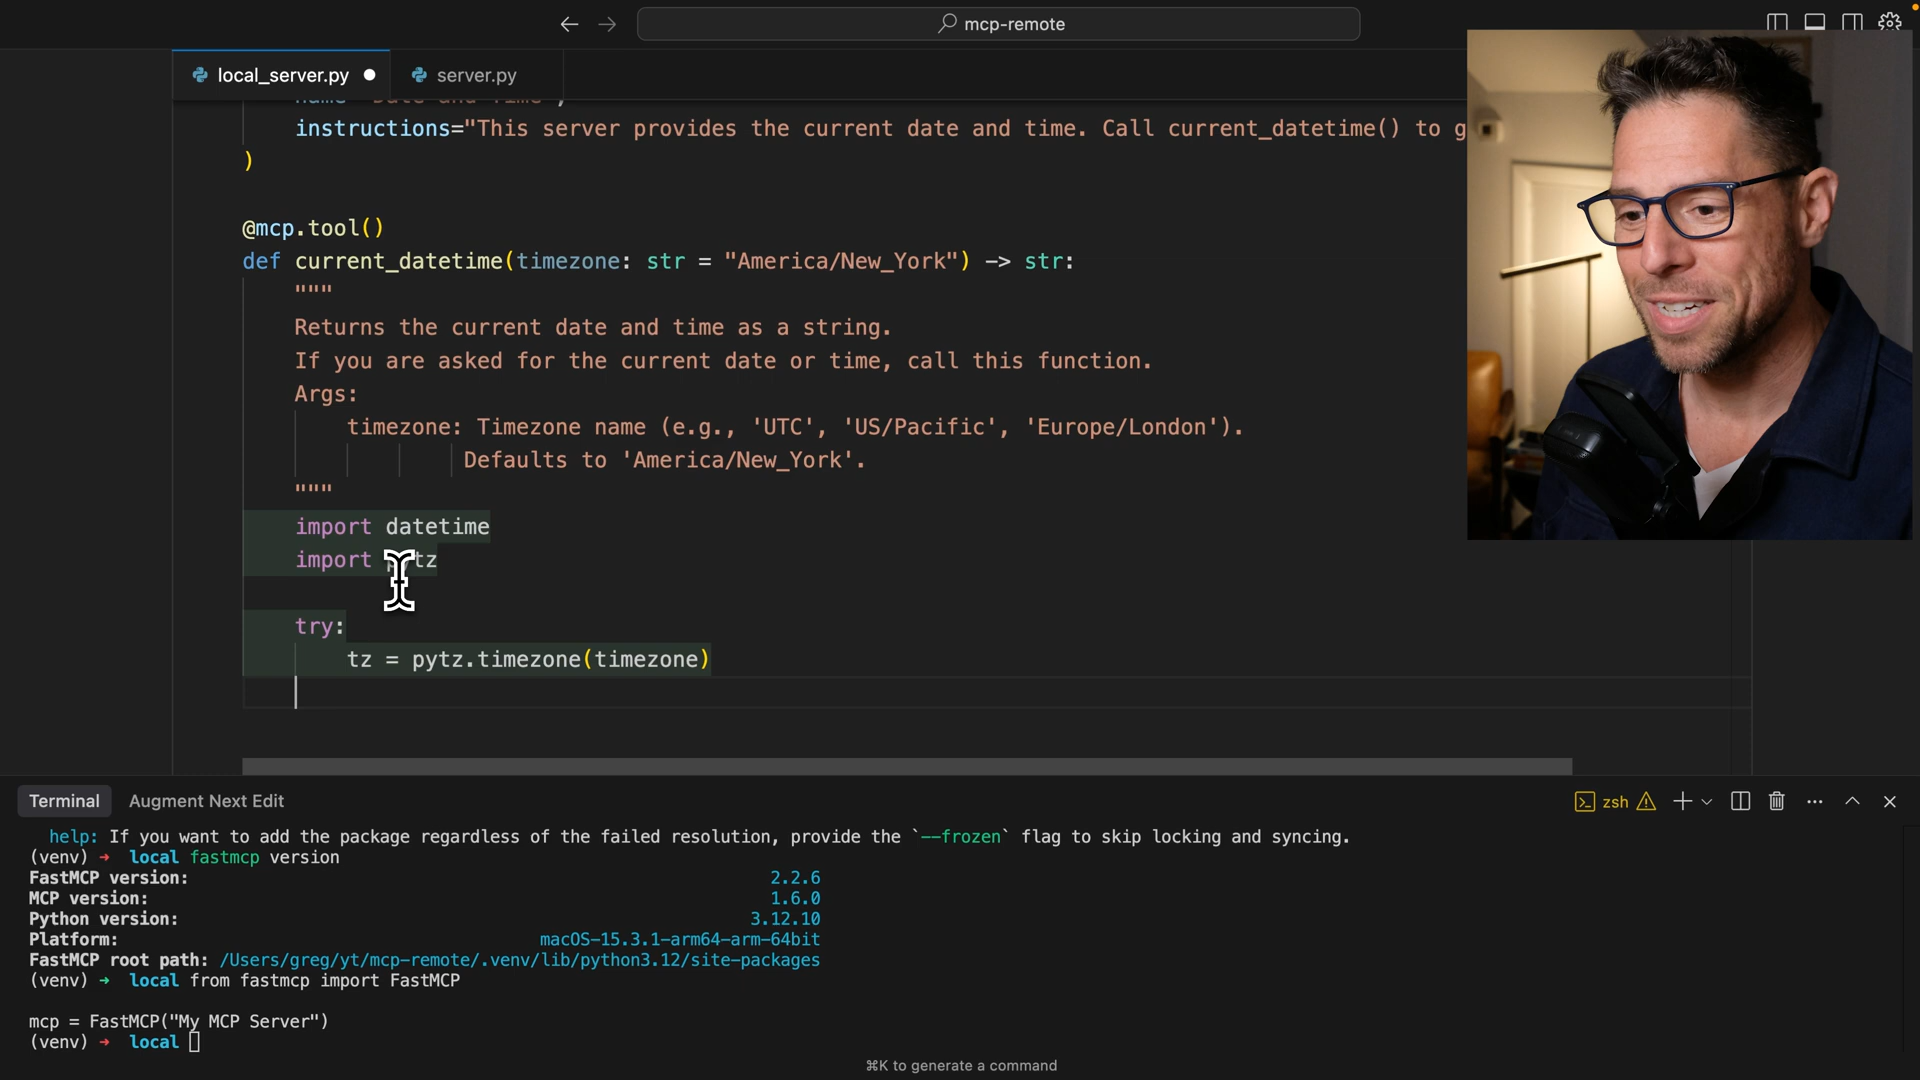 mcp-remote
local_server.py
server.py
name="Date and Time",
instructions="This server provides the current date and time. Call current_datetime() to g
)
@mcp.tool()
def current_datetime(timezone: str = "America/New_York") -> str:
"""
Returns the current date and time as a string.
If you are asked for the current date or time, call this function.
Args:
timezone: Timezone name (e.g., 'UTC', 'US/Pacific', 'Europe/London').
Defaults to 'America/New_York'.
"""
import datetime
import pytz
try:
tz = pytz.timezone(timezone)
Terminal
Augment Next Edit
zsh
help: If you want to add the package regardless of the failed resolution, provide the `--frozen` flag to skip locking and syncing.
(venv) → local fastmcp version
FastMCP version: 2.2.6
MCP version: 1.6.0
Python version: 3.12.10
Platform: macOS-15.3.1-arm64-arm-64bit
FastMCP root path: /Users/greg/yt/mcp-remote/.venv/lib/python3.12/site-packages
(venv) → local from fastmcp import FastMCP
mcp = FastMCP("My MCP Server")
(venv) → local
⌘K to generate a command